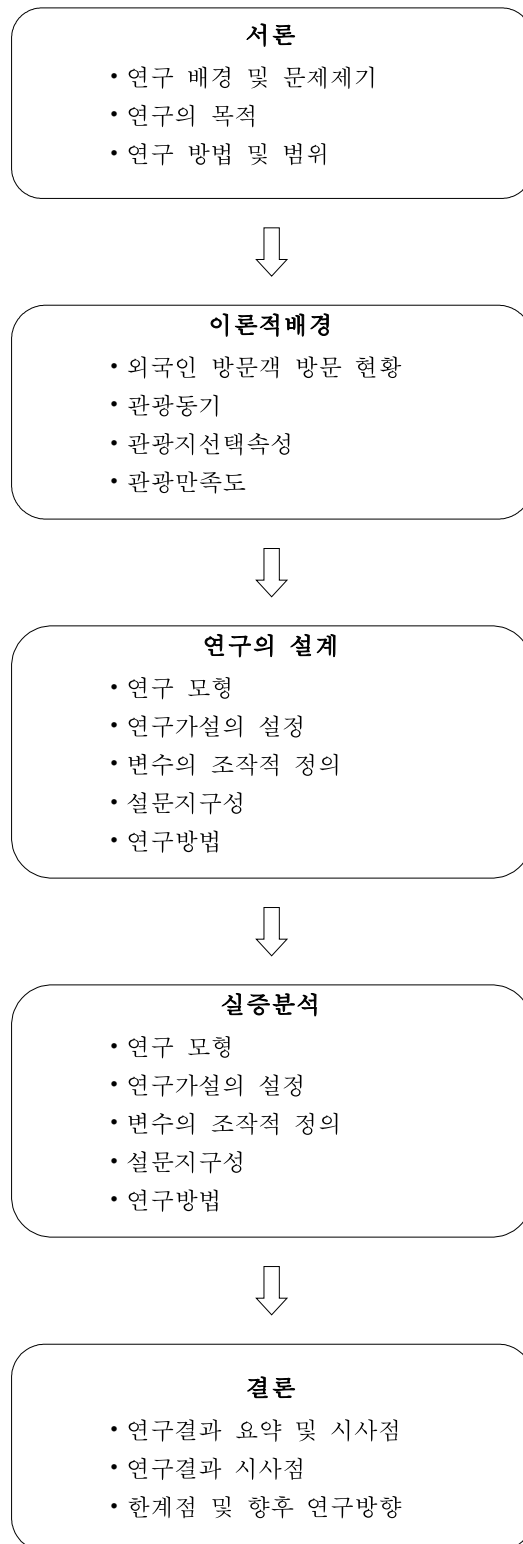 서론
• 연구 배경 및 문제제기
• 연구의 목적
• 연구 방법 및 범위
이론적배경
• 외국인 방문객 방문 현황
• 관광동기
• 관광지선택속성
• 관광만족도
연구의 설계
• 연구 모형
• 연구가설의 설정
• 변수의 조작적 정의
• 설문지구성
• 연구방법
실증분석
• 연구 모형
• 연구가설의 설정
• 변수의 조작적 정의
• 설문지구성
• 연구방법
결론
• 연구결과 요약 및 시사점
• 연구결과 시사점
• 한계점 및 향후 연구방향